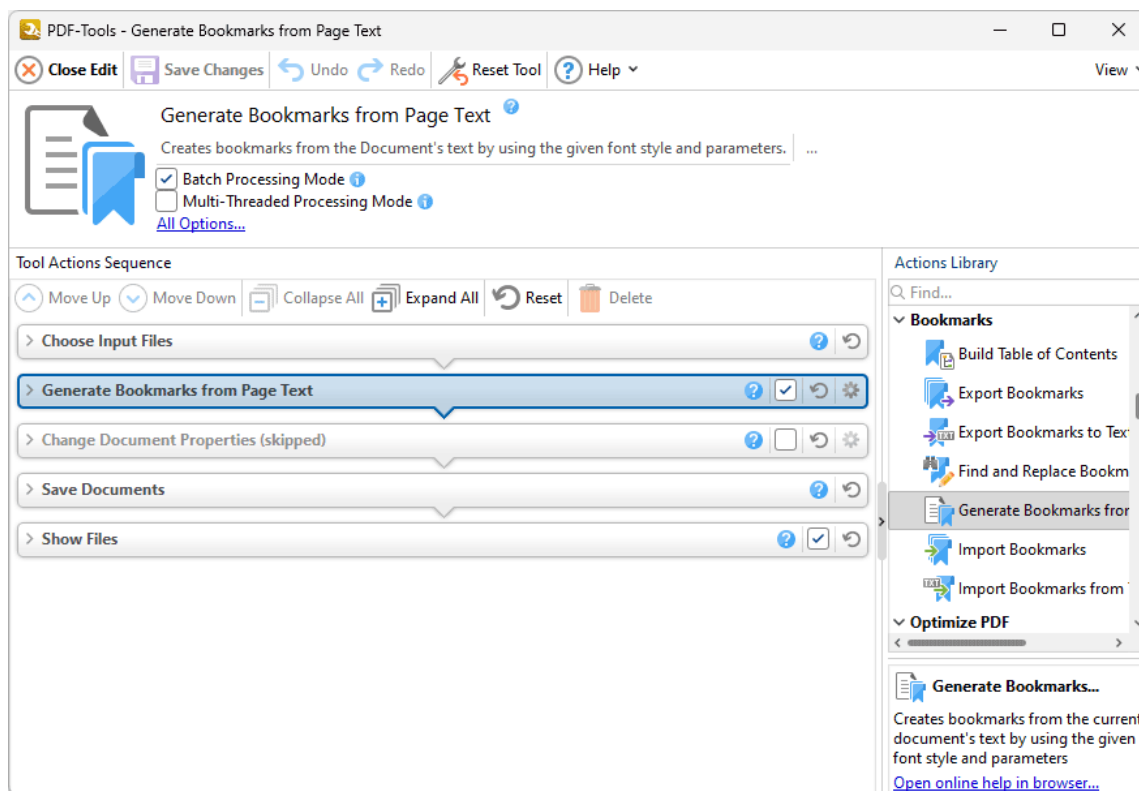 PDF-Tools - Generate Bookmarks from Page Text
Close Edit Save Changes Undo Redo Reset Tool ? Help View
Generate Bookmarks from Page Text ?
Creates bookmarks from the Document's text by using the given font style and parameters. ...
Batch Processing Mode i
Multi-Threaded Processing Mode i
All Options...
Tool Actions Sequence
Move Up Move Down Collapse All Expand All Reset Delete
Choose Input Files ?
Generate Bookmarks from Page Text ?
Change Document Properties (skipped) ?
Save Documents ?
Show Files ?
Actions Library
Find...
Bookmarks
Build Table of Contents
Export Bookmarks
TXT Export Bookmarks to Text
Find and Replace Bookm
Generate Bookmarks from
Import Bookmarks
TXT Import Bookmarks from
Optimize PDF
Generate Bookmarks...
Creates bookmarks from the current
document's text by using the given
font style and parameters
Open online help in browser...